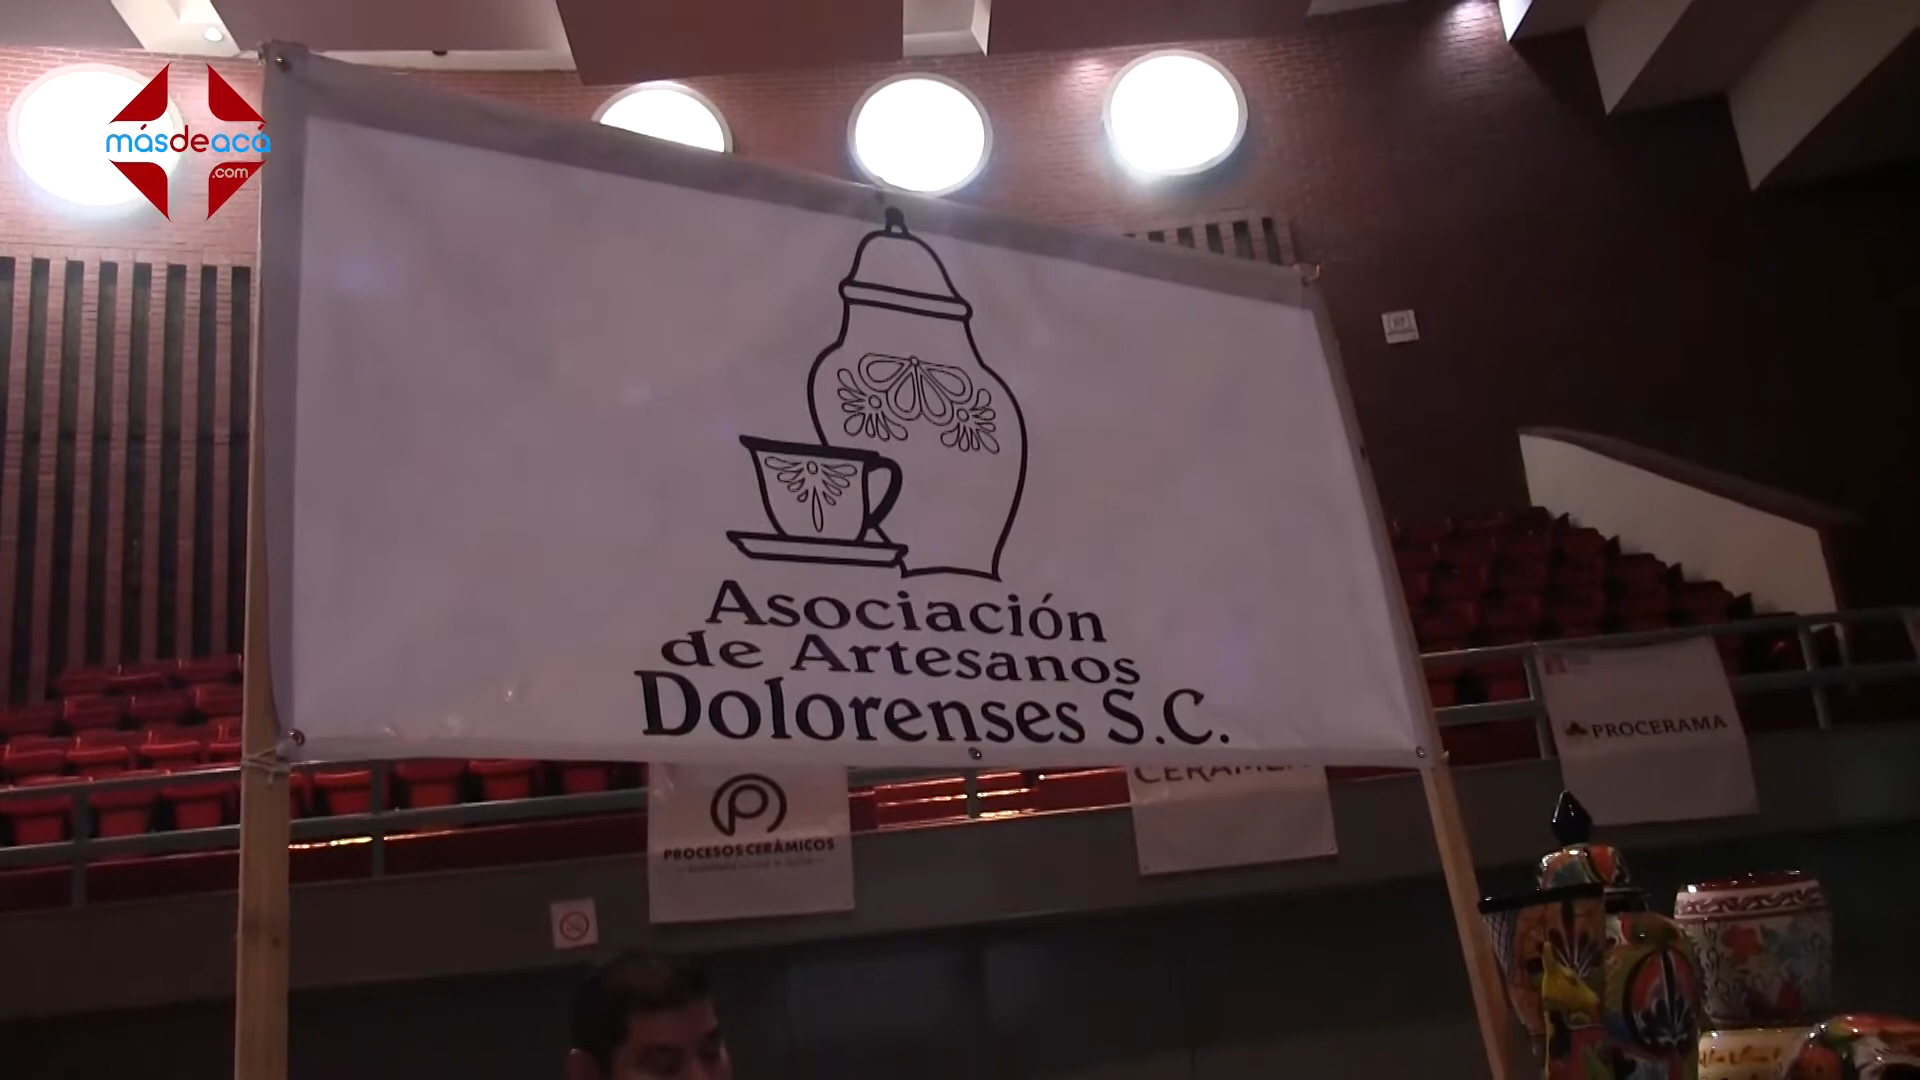 másdeacá
.com
Asociación
de Artesanos
Dolorenses S.C.
PROCESOS CERÁMICOS
PROCERAMA